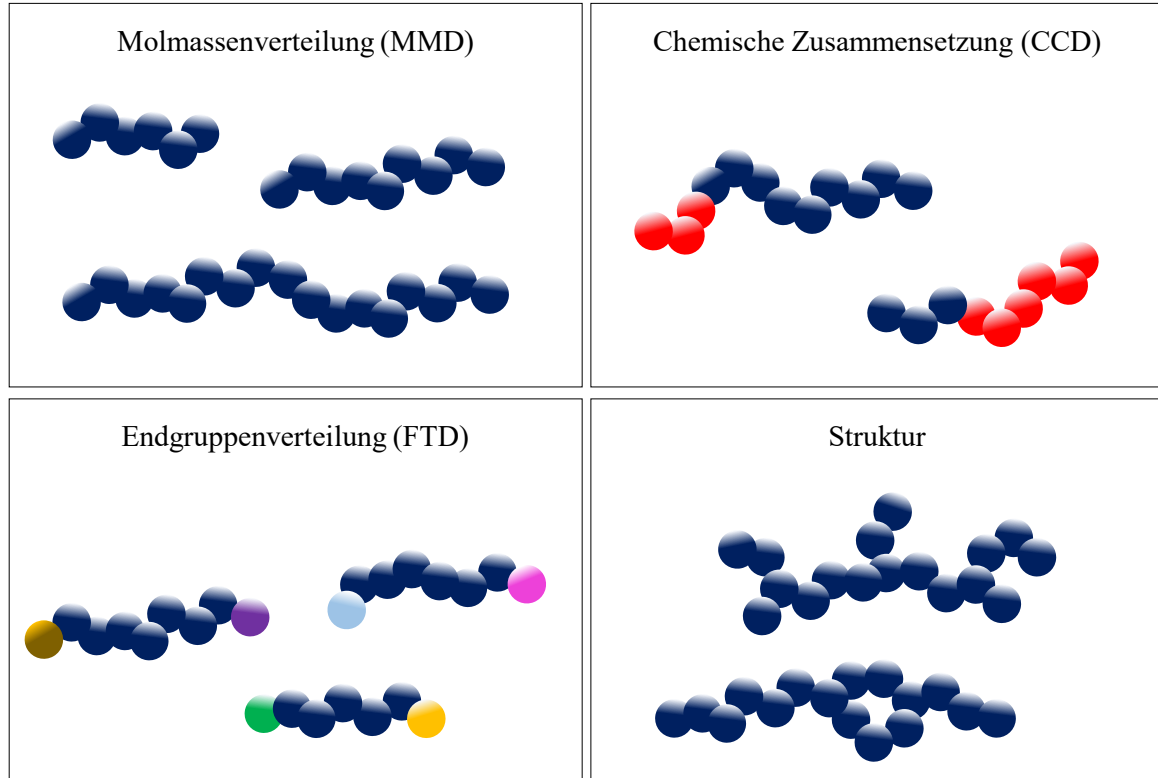 Molmassenverteilung (MMD)
Chemische Zusammensetzung (CCD)
Endgruppenverteilung (FTD)
Struktur